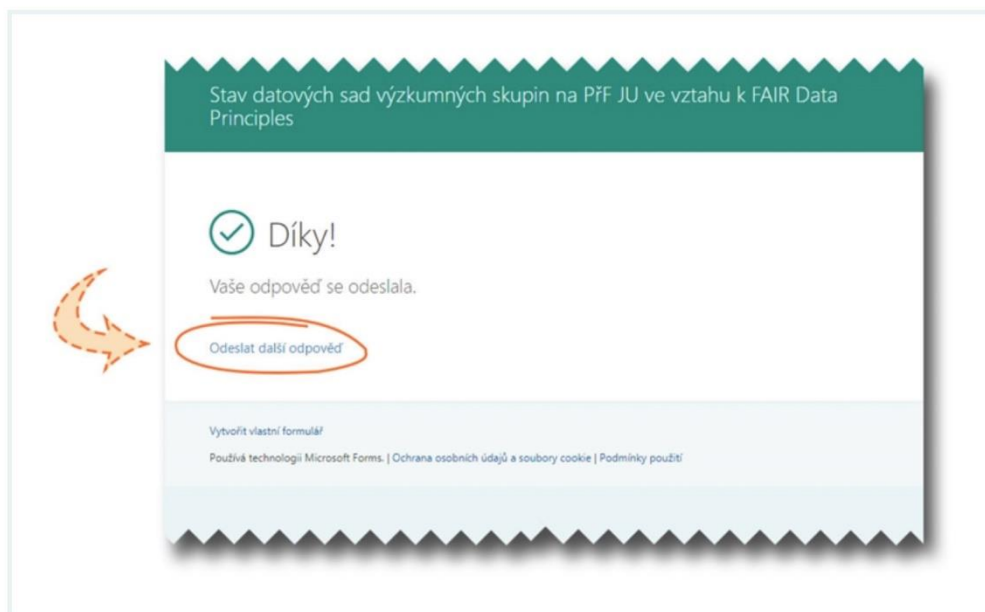 Stav datových sad výzkumných skupin na PřF JU ve vztahu k FAIR Data
Principles
Díky!
Vaše odpověď se odeslala.
Odeslat další odpověď
Vytvořit vlastní formulář
Používá technologii Microsoft Forms. | Ochrana osobních údajů a soubory cookie | Podmínky použití